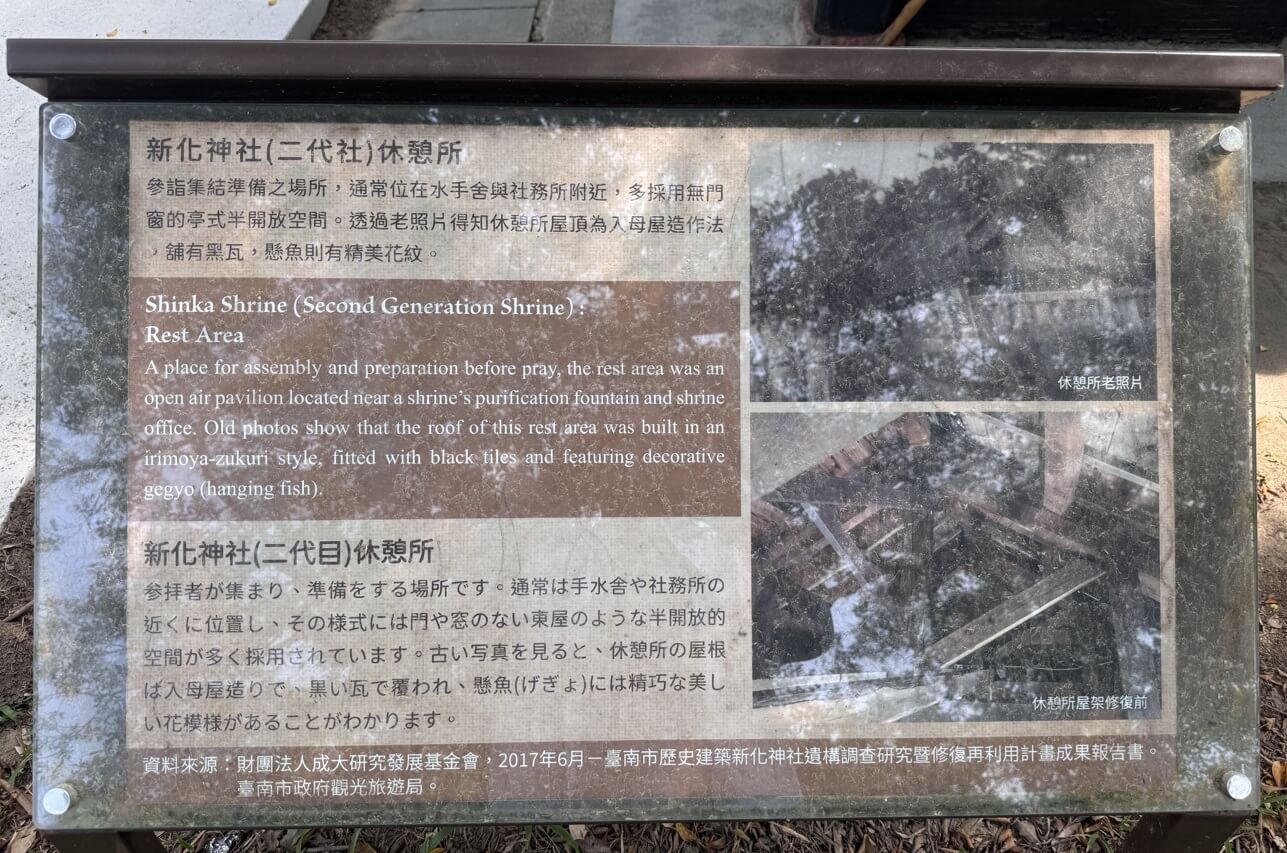 新化神社(二代社)休憩所
參詣集結準備之場所，通常位在水手舍與社務所附近，多採用無門
窗的亭式半開放空間。透過老照片得知休憩所屋頂為入母屋造作法
，舖有黑瓦，懸魚則有精美花紋。
Shinka Shrine (Second Generation Shrine) :
Rest Area
A place for assembly and preparation before pray, the rest area was an
open air pavilion located near a shrine's purification fountain and shrine
office. Old photos show that the roof of this rest area was built in an
irimoya-zukuri style, fitted with black tiles and featuring decorative
gegyo (hanging fish).
新化神社(二代目)休憩所
参拝者が集まり、準備をする場所です。通常は手水舎や社務所の
近くに位置し、その様式には門や窓のない東屋のような半開放的
空間が多く採用されています。古い写真を見ると、休憩所の屋根
は入母屋造りで、黒い瓦で覆われ、懸魚(げぎょ)には精巧な美し
い花模様があることがわかります。
休憩所老照片
休憩所屋架修復前
資料來源：財團法人成大研究發展基金會，2017年6月－臺南市歷史建築新化神社遺構調查研究暨修復再利用計畫成果報告書。
臺南市政府觀光旅遊局。